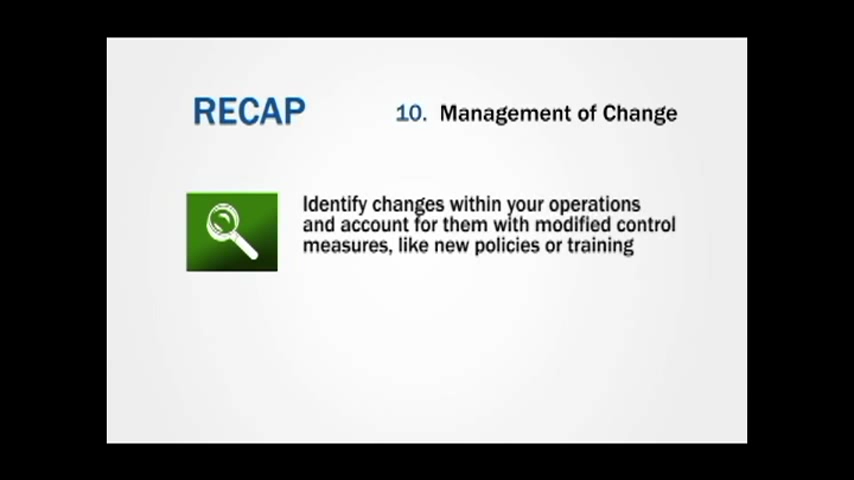 RECAP
10. Management of Change
Identify changes within your operations
and account for them with modified control
measures, like new policies or training